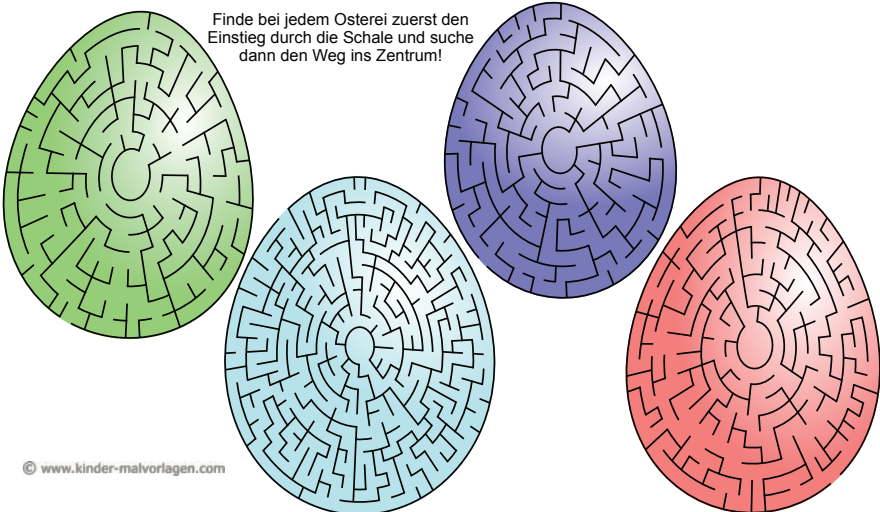 Finde bei jedem Osterei zuerst den
Einstieg durch die Schale und suche
dann den Weg ins Zentrum!
© www.kinder-malvorlagen.com